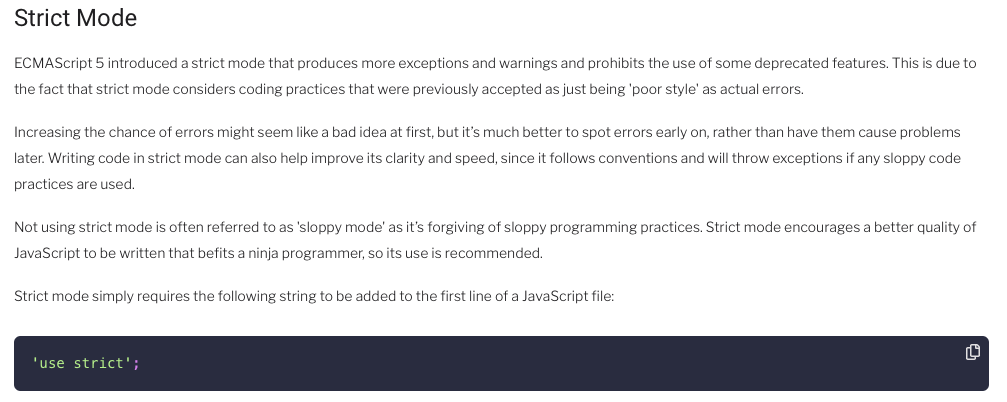 Strict Mode
ECMAScript 5 introduced a strict mode that produces more exceptions and warnings and prohibits the use of some deprecated features. This is due to
the fact that strict mode considers coding practices that were previously accepted as just being 'poor style' as actual errors.
Increasing the chance of errors might seem like a bad idea at first, but it’s much better to spot errors early on, rather than have them cause problems
later. Writing code in strict mode can also help improve its clarity and speed, since it follows conventions and will throw exceptions if any sloppy code
practices are used.
Not using strict mode is often referred to as 'sloppy mode' as it’s forgiving of sloppy programming practices. Strict mode encourages a better quality of
JavaScript to be written that befits a ninja programmer, so its use is recommended.
Strict mode simply requires the following string to be added to the first line of a JavaScript file:
'use strict';